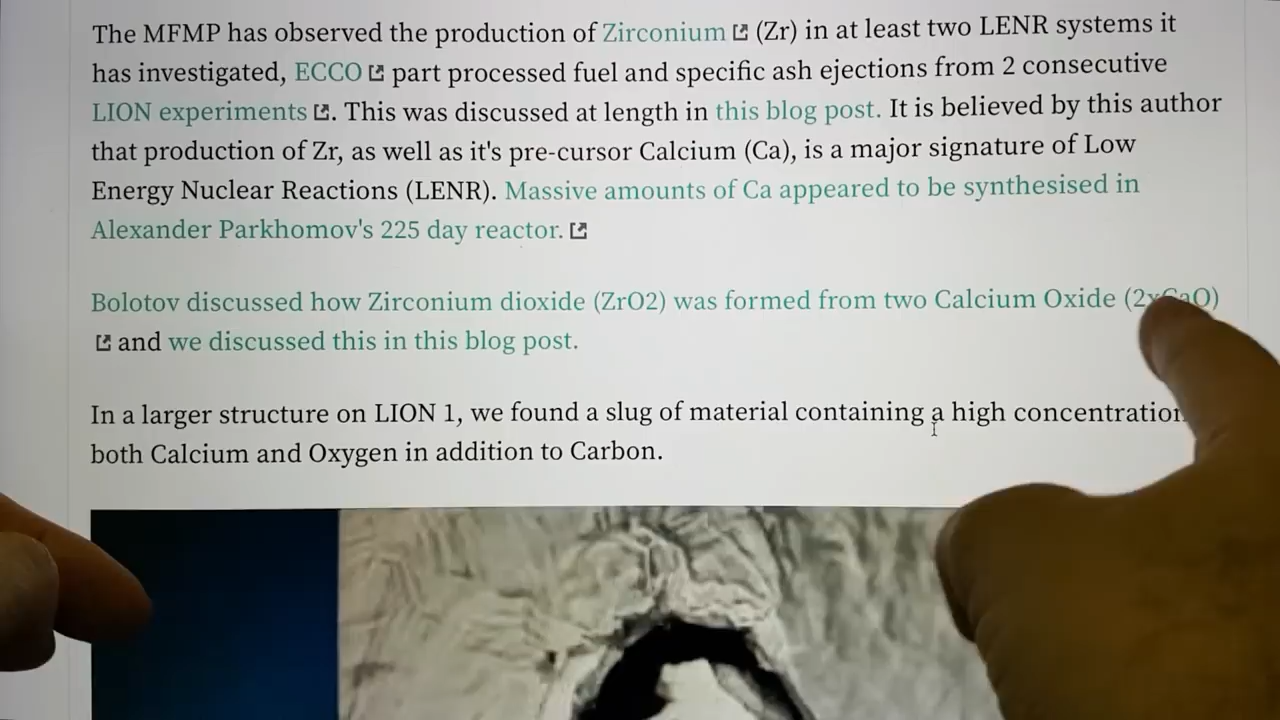 The MFMP has observed the production of Zirconium (Zr) in at least two LENR systems it
has investigated, ECCO part processed fuel and specific ash ejections from 2 consecutive
LION experiments. This was discussed at length in this blog post. It is believed by this author
that production of Zr, as well as it's pre-cursor Calcium (Ca), is a major signature of Low
Energy Nuclear Reactions (LENR). Massive amounts of Ca appeared to be synthesised in
Alexander Parkhomov's 225 day reactor.
Bolotov discussed how Zirconium dioxide (ZrO2) was formed from two Calcium Oxide (2xCaO)
and we discussed this in this blog post.
In a larger structure on LION 1, we found a slug of material containing a high concentration
both Calcium and Oxygen in addition to Carbon.